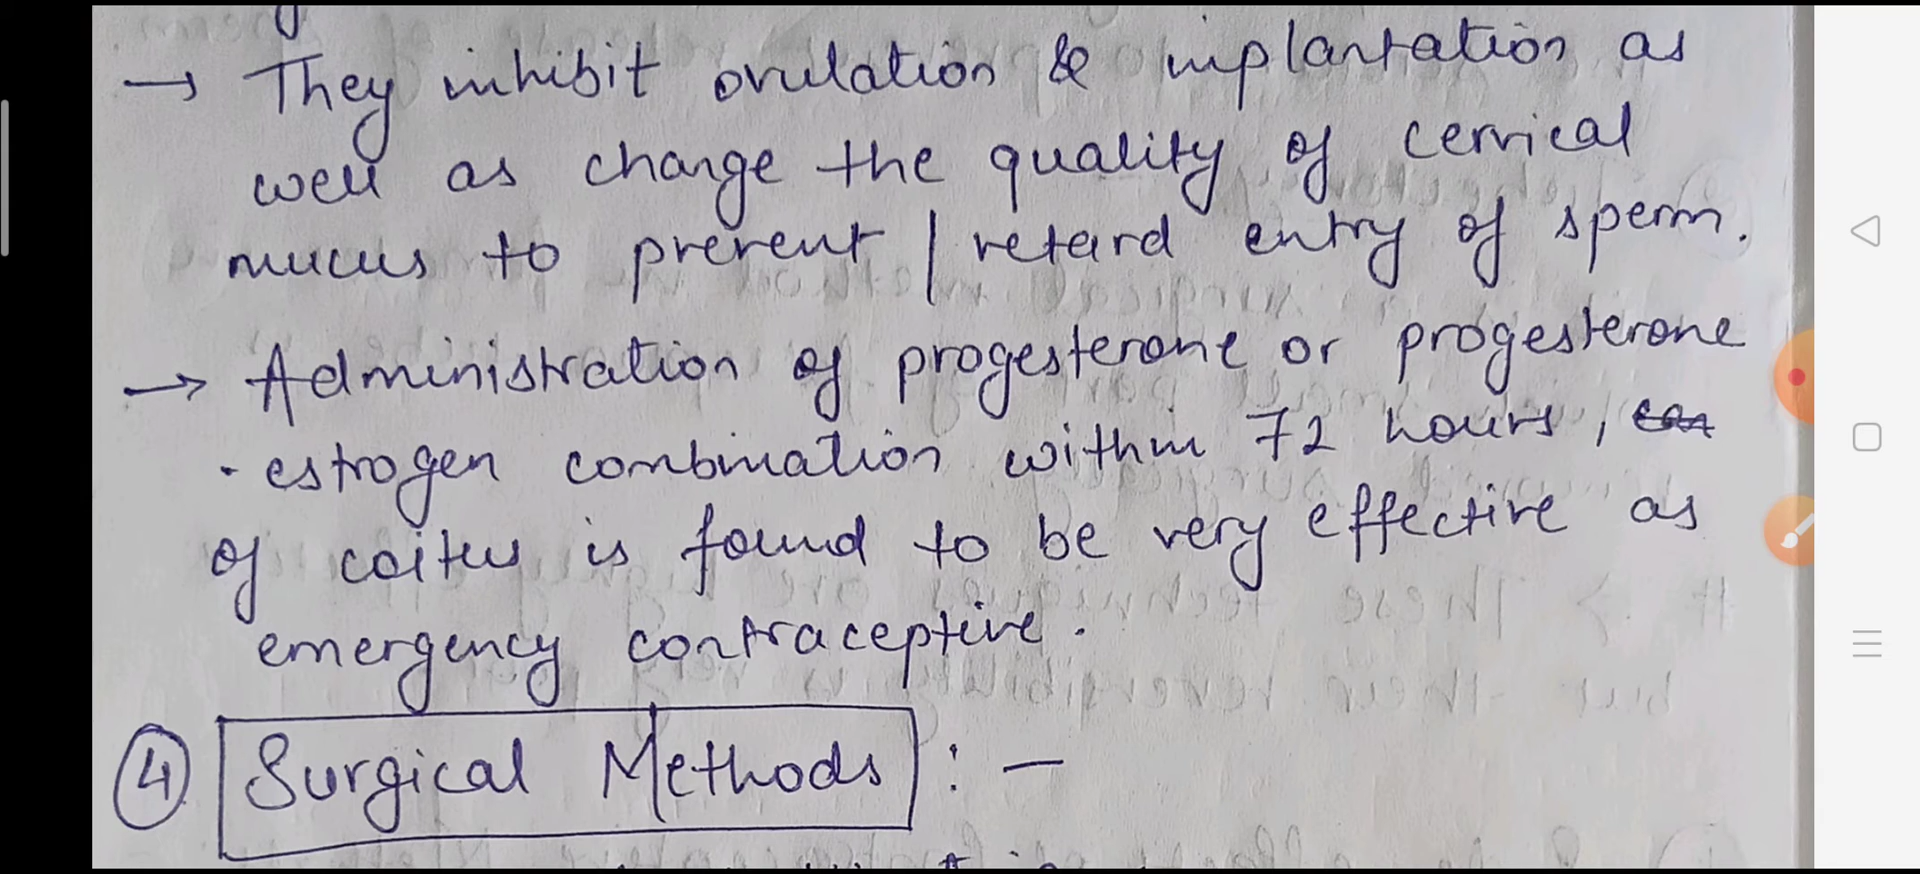 → They inhibit ovulation & implantation as
well as change the quality of cervical
mucus to prevent / retard entry of sperm.
→ Administration of progesterone or progesterone
- estrogen combination within 72 hours,
of coitus is found to be very effective as
emergency contraceptive.
④ Surgical Methods : —